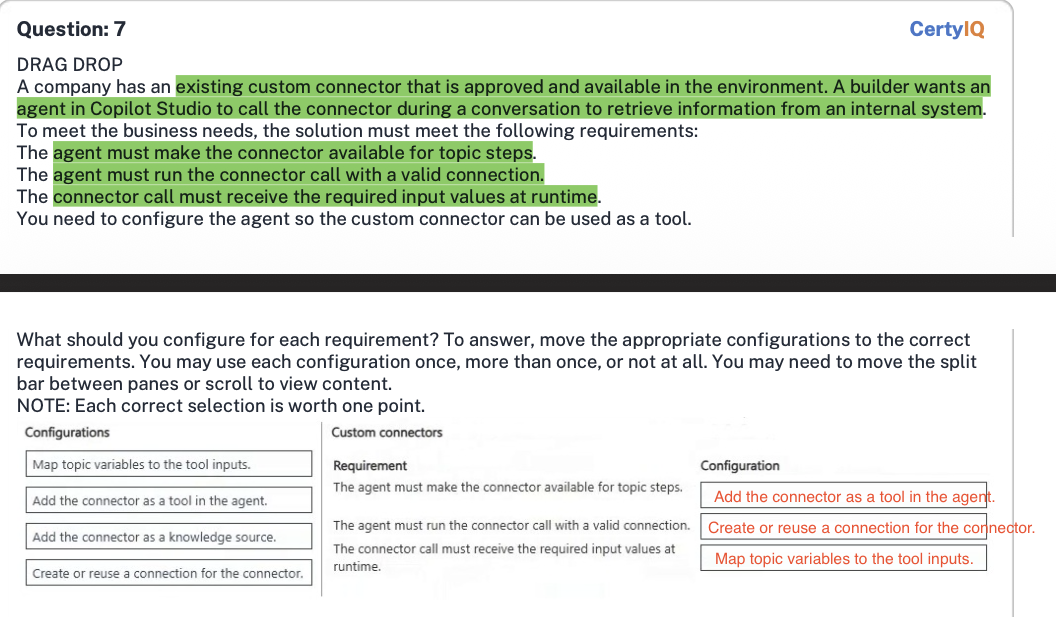 Question: 7
CertyIQ
DRAG DROP
A company has an existing custom connector that is approved and available in the environment. A builder wants an
agent in Copilot Studio to call the connector during a conversation to retrieve information from an internal system.
To meet the business needs, the solution must meet the following requirements:
The agent must make the connector available for topic steps.
The agent must run the connector call with a valid connection.
The connector call must receive the required input values at runtime.
You need to configure the agent so the custom connector can be used as a tool.
What should you configure for each requirement? To answer, move the appropriate configurations to the correct
requirements. You may use each configuration once, more than once, or not at all. You may need to move the split
bar between panes or scroll to view content.
NOTE: Each correct selection is worth one point.
Configurations
Map topic variables to the tool inputs.
Add the connector as a tool in the agent.
Add the connector as a knowledge source.
Create or reuse a connection for the connector.
Custom connectors
Requirement
Configuration
The agent must make the connector available for topic steps.
Add the connector as a tool in the agent.
The agent must run the connector call with a valid connection.
Create or reuse a connection for the connector.
The connector call must receive the required input values at
runtime.
Map topic variables to the tool inputs.